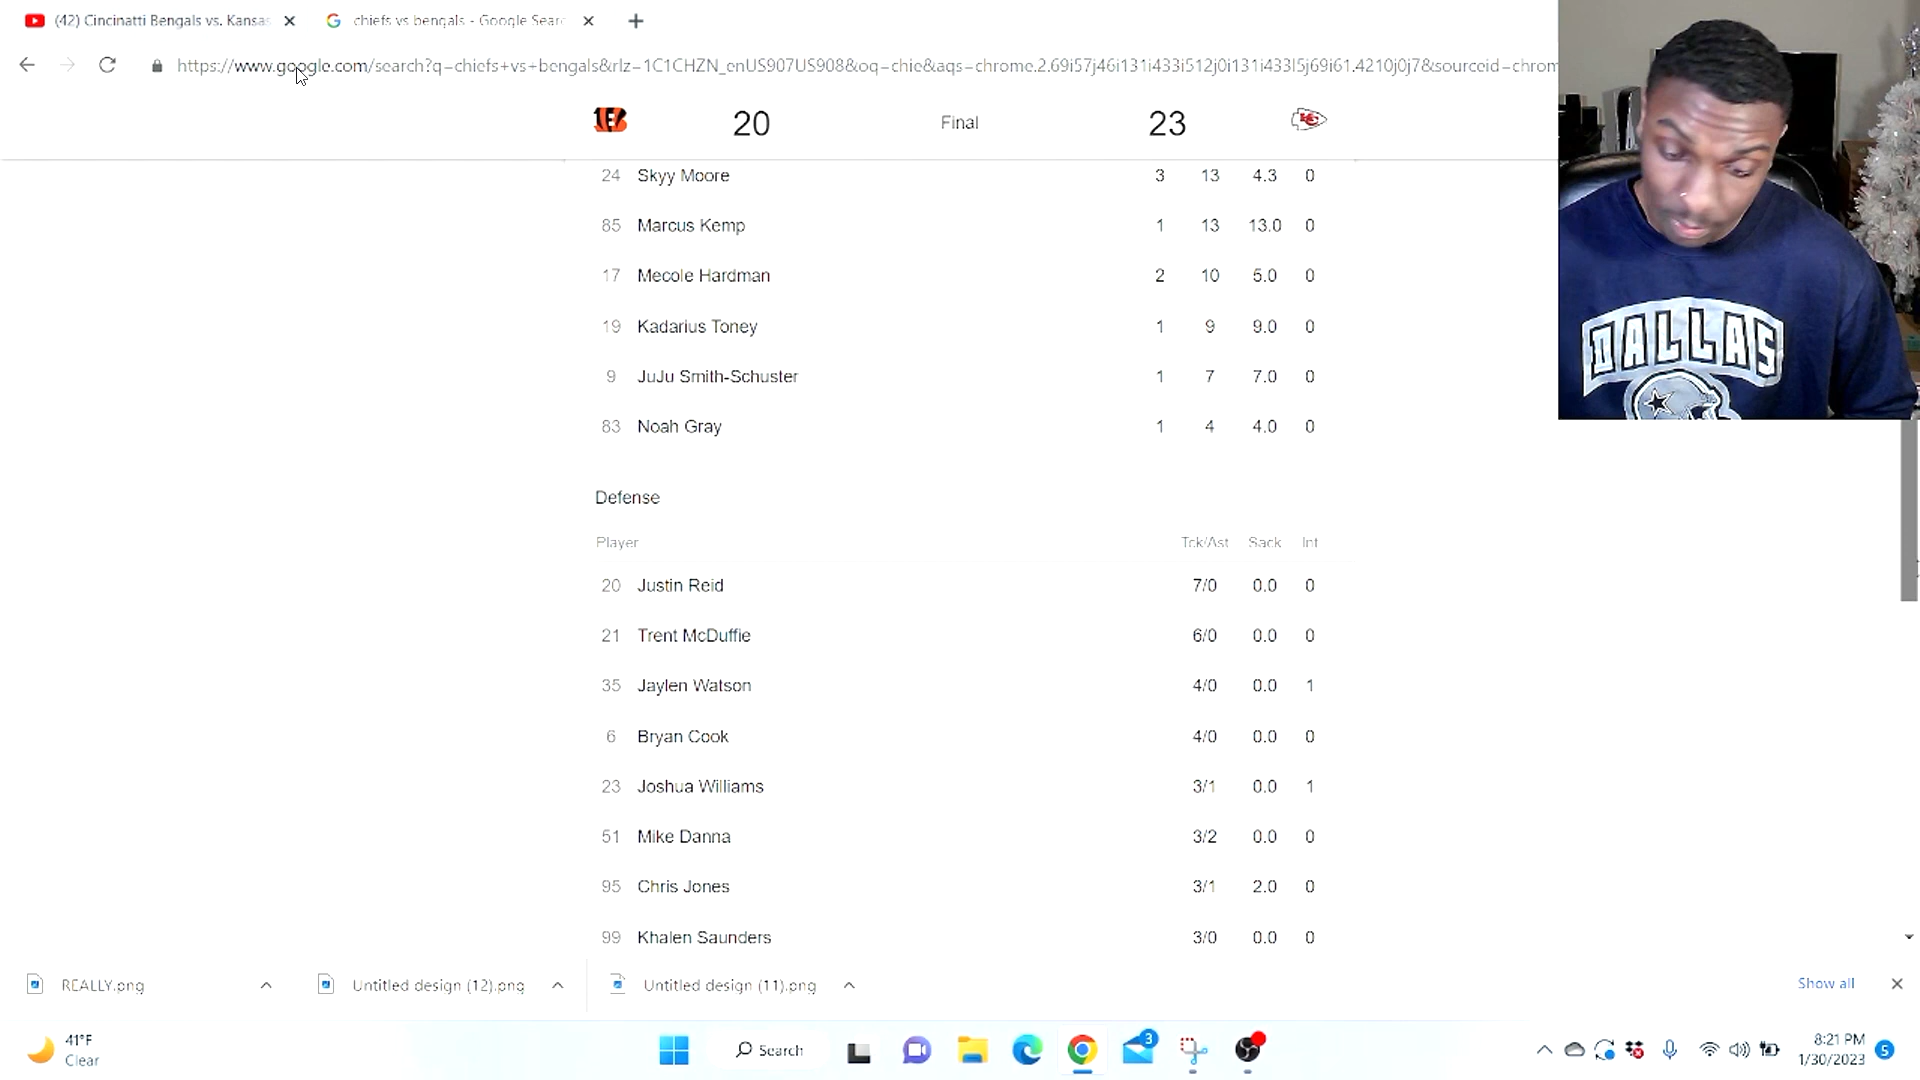 (42) Cincinatti Bengals vs. Kansas
chiefs vs bengals - Google Sear
https://www.google.com/search?q=chiefs+vs+bengals&rlz=1C1CHZN_enUS907US908&oq=chie&aqs=chrome.2.69i57j46i131i433i512j0i131i433l5j69i61.4210j0j7&sourceid=chrom
20 Final 23
24 Skyy Moore 3 13 4.3 0
85 Marcus Kemp 1 13 13.0 0
17 Mecole Hardman 2 10 5.0 0
19 Kadarius Toney 1 9 9.0 0
9 JuJu Smith-Schuster 1 7 7.0 0
83 Noah Gray 1 4 4.0 0
Defense
Player Tck/Ast Sack Int
20 Justin Reid 7/0 0.0 0
21 Trent McDuffie 6/0 0.0 0
35 Jaylen Watson 4/0 0.0 1
6 Bryan Cook 4/0 0.0 0
23 Joshua Williams 3/1 0.0 1
51 Mike Danna 3/2 0.0 0
95 Chris Jones 3/1 2.0 0
99 Khalen Saunders 3/0 0.0 0
DALLAS
REALLY.png
Untitled design (12).png
Untitled design (11).png
Show all
41°F
Clear
Search
3
8:21 PM
1/30/2023
5